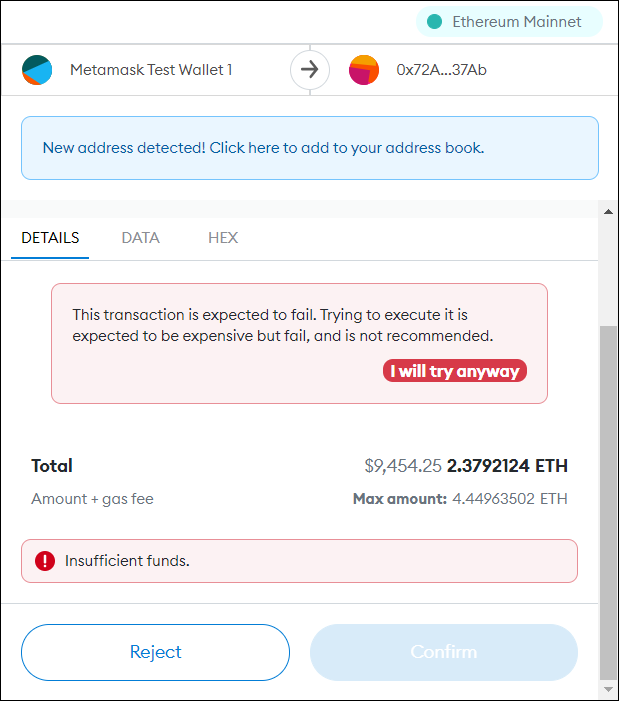 Ethereum Mainnet
Metamask Test Wallet 1
0x72A...37Ab
New address detected! Click here to add to your address book.
DETAILS DATA HEX
This transaction is expected to fail. Trying to execute it is
expected to be expensive but fail, and is not recommended.
I will try anyway
Total $9,454.25 2.3792124 ETH
Amount + gas fee Max amount: 4.44963502 ETH
Insufficient funds.
Reject Confirm